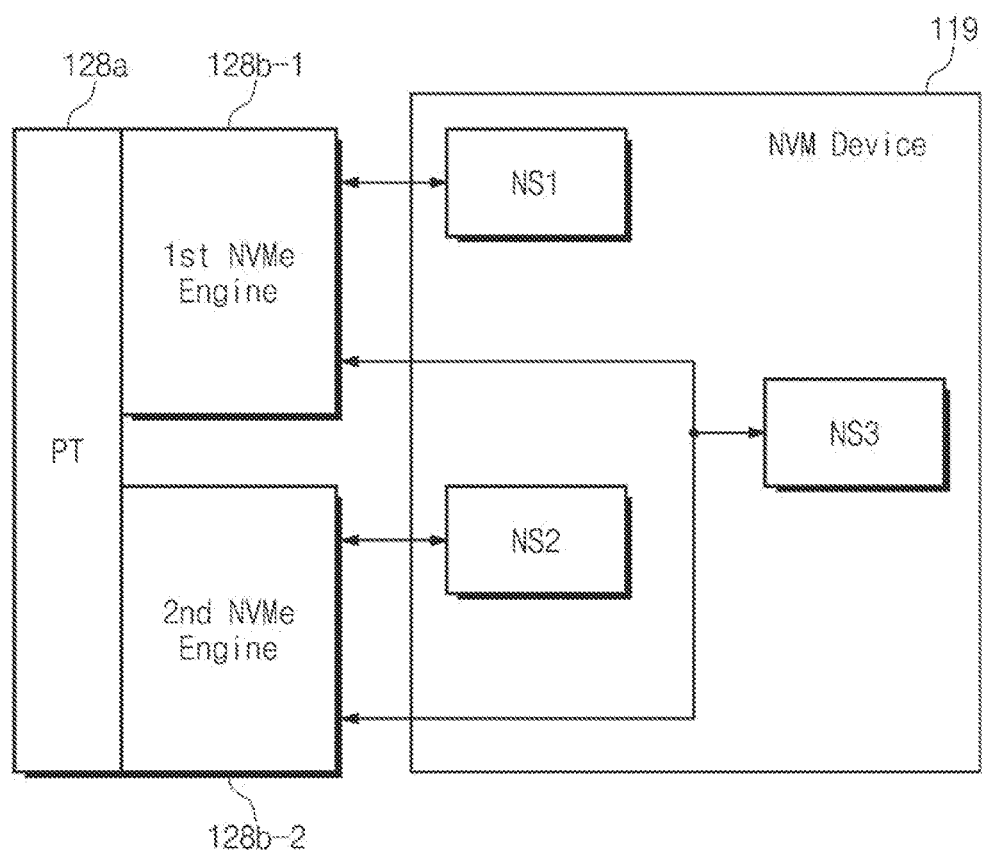 119
128a
128b-1
NVM Device
NS1
1st NVMe
Engine
PT
NS3
NS2
2nd NVMe
Engine
128b-2